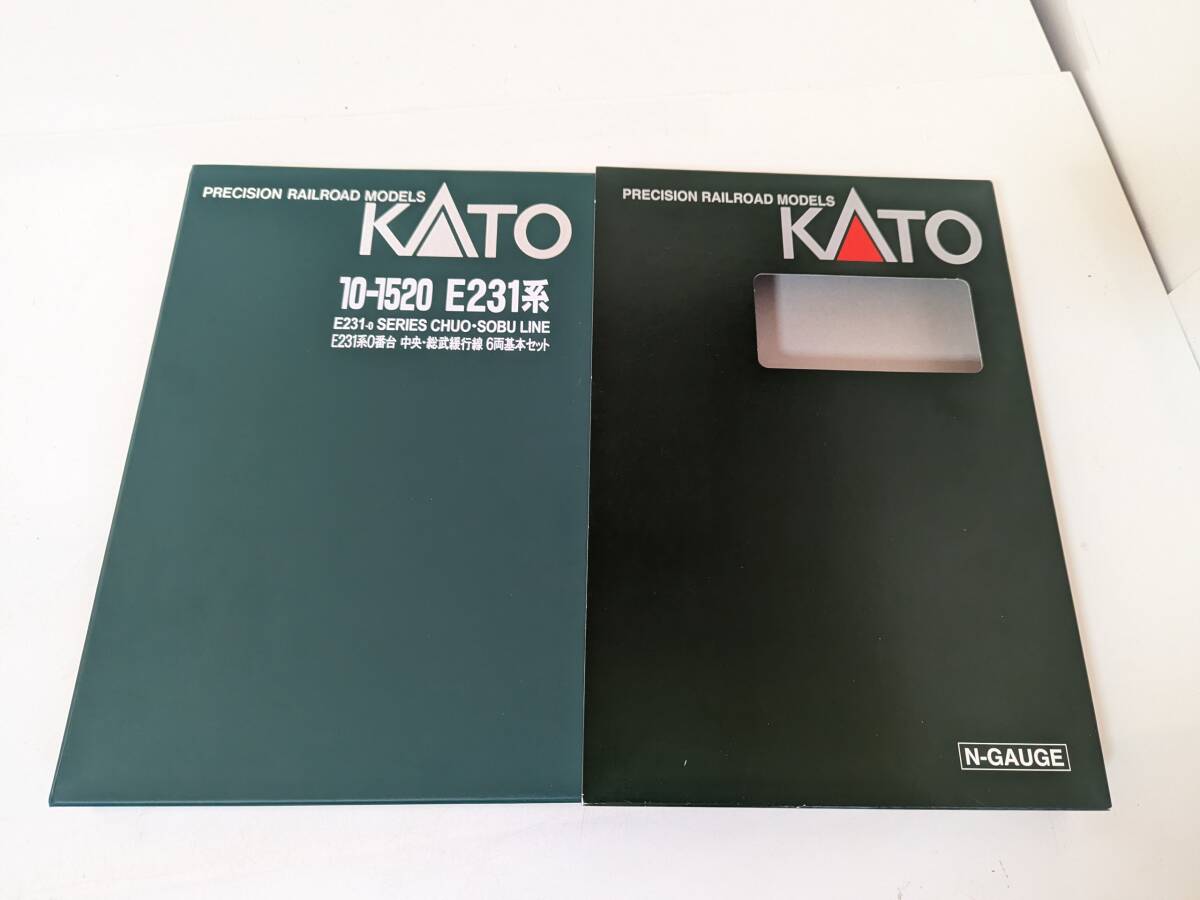 PRECISION RAILROAD MODELS
KATO
10-1520 E231系
E231-0 SERIES CHUO・SOBU LINE
E231系0番台 中央・総武緩行線 6両基本セット
PRECISION RAILROAD MODELS
KATO
N-GAUGE